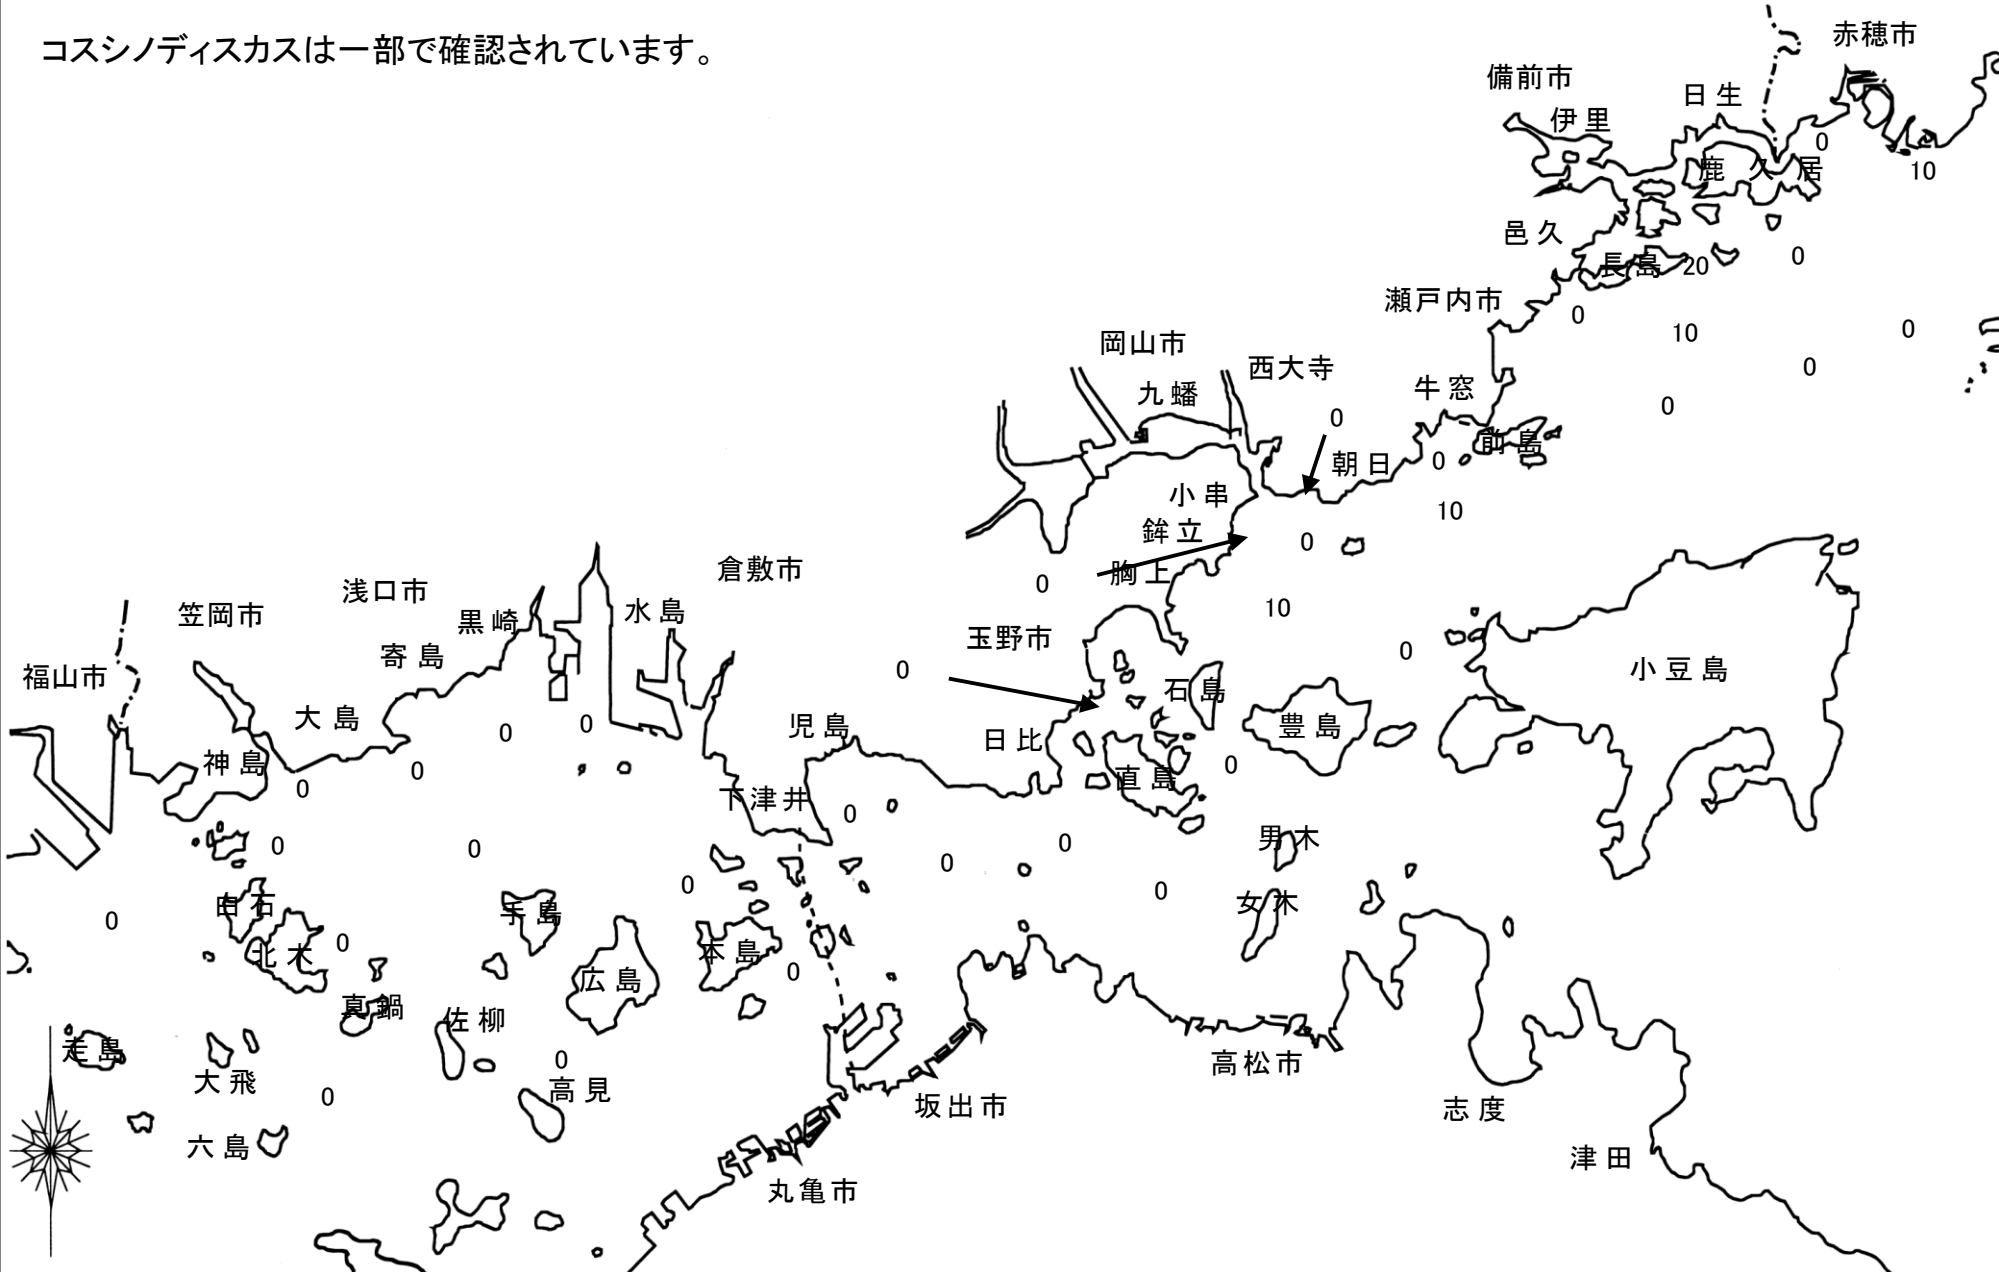 コスシノディスカスは一部で確認されています。
赤穂市
備前市
日生
伊里
0
鹿久居
10
邑久
0
長島
20
瀬戸内市
0
10
0
岡山市
西大寺
0
九蟠
牛窓
0
0
前島
朝日
0
小串
10
鉾立
0
倉敷市
胸上
0
浅口市
10
笠岡市
黒崎
水島
玉野市
0
寄島
0
小豆島
福山市
石島
大島
児島
豊島
0
0
日比
神島
0
0
直島
0
下津井
0
男木
0
0
0
0
0
0
女木
白石
手島
0
0
北木
本島
広島
0
真鍋
佐柳
走島
0
高松市
大飛
高見
0
坂出市
志度
六島
津田
丸亀市